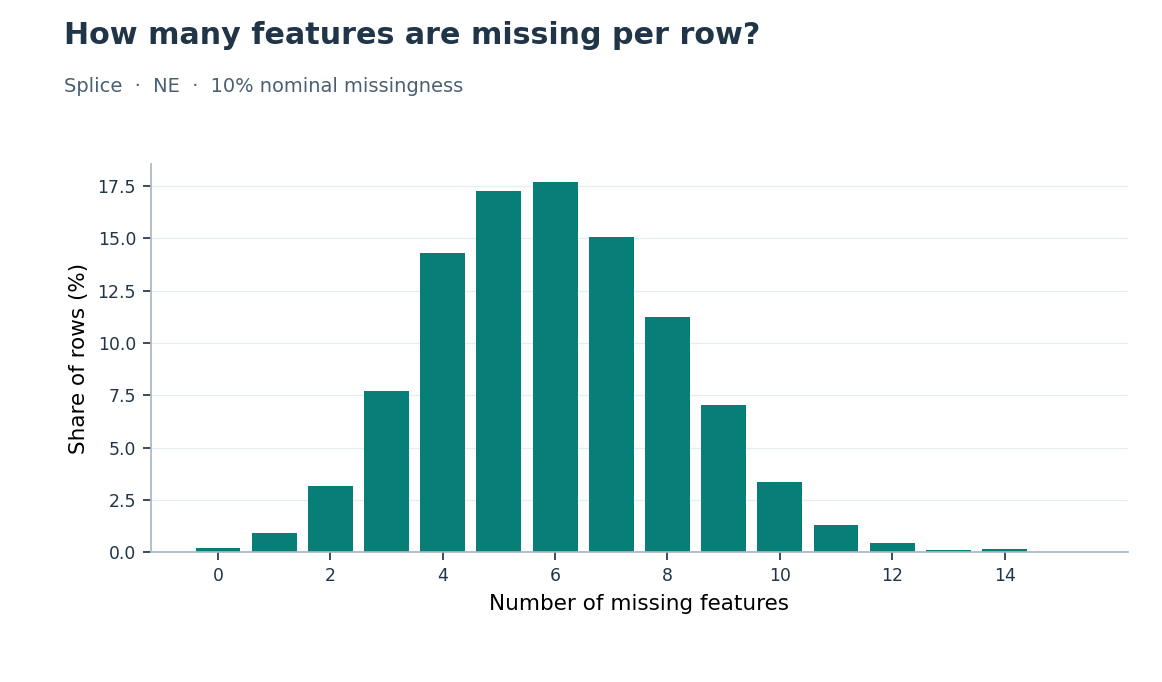 How many features are missing per row?
Splice · NE · 10% nominal missingness
Share of rows (%)
17.5
15.0
12.5
10.0
7.5
5.0
2.5
0.0
0 2 4 6 8 10 12 14
Number of missing features